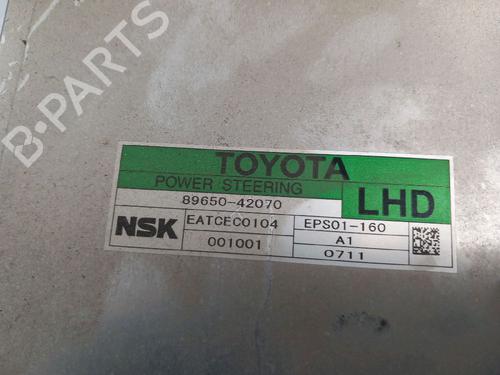 B-PARTS
TOYOTA
POWER STEERING
LHD
89650-42070
NSK
EATCEC0104
EPS01-160
001001
A1
0711